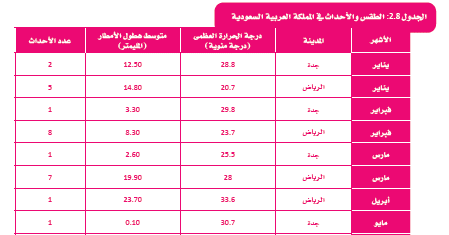 الجدول 2.8: الطقس والأحداث في المملكة العربية السعودية
الأشهر المدينة درجة الحرارة العظمى (درجة مئوية) متوسط هطول الأمطار (الليمتر) عدد الأحداث
يناير جدة 28.8 12.50 2
يناير الرياض 20.7 14.80 5
فبراير جدة 29.8 3.30 1
فبراير الرياض 23.7 8.30 8
مارس جدة 25.5 2.60 1
مارس الرياض 28 19.90 7
أبريل الرياض 33.6 23.70 1
مايو جدة 30.7 0.10 1